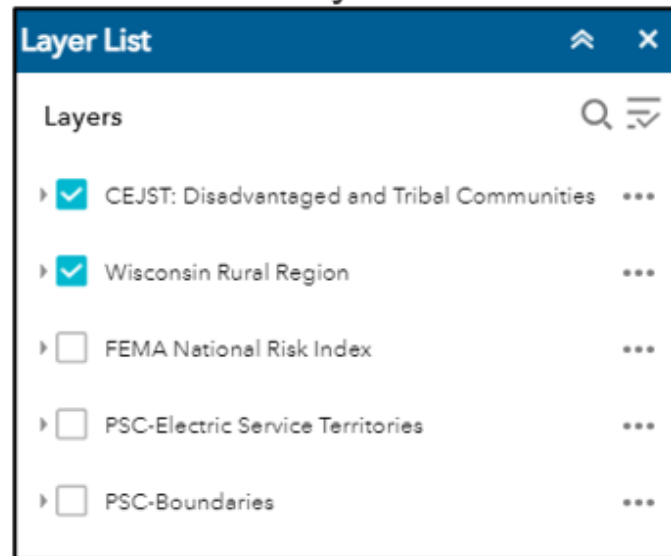 Layer List
Layers
CEJST: Disadvantaged and Tribal Communities
Wisconsin Rural Region
FEMA National Risk Index
PSC-Electric Service Territories
PSC-Boundaries